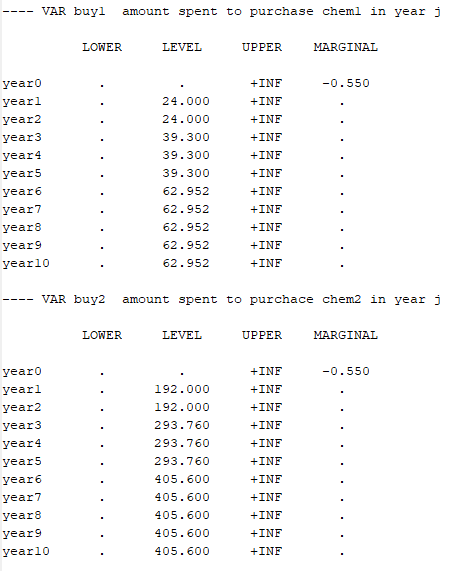 ---- VAR buy1  amount spent to purchase chem1 in year j
LOWER LEVEL UPPER MARGINAL
year0 . . +INF -0.550
year1 . 24.000 +INF .
year2 . 24.000 +INF .
year3 . 39.300 +INF .
year4 . 39.300 +INF .
year5 . 39.300 +INF .
year6 . 62.952 +INF .
year7 . 62.952 +INF .
year8 . 62.952 +INF .
year9 . 62.952 +INF .
year10 . 62.952 +INF .
---- VAR buy2  amount spent to purchace chem2 in year j
LOWER LEVEL UPPER MARGINAL
year0 . . +INF -0.550
year1 . 192.000 +INF .
year2 . 192.000 +INF .
year3 . 293.760 +INF .
year4 . 293.760 +INF .
year5 . 293.760 +INF .
year6 . 405.600 +INF .
year7 . 405.600 +INF .
year8 . 405.600 +INF .
year9 . 405.600 +INF .
year10 . 405.600 +INF .